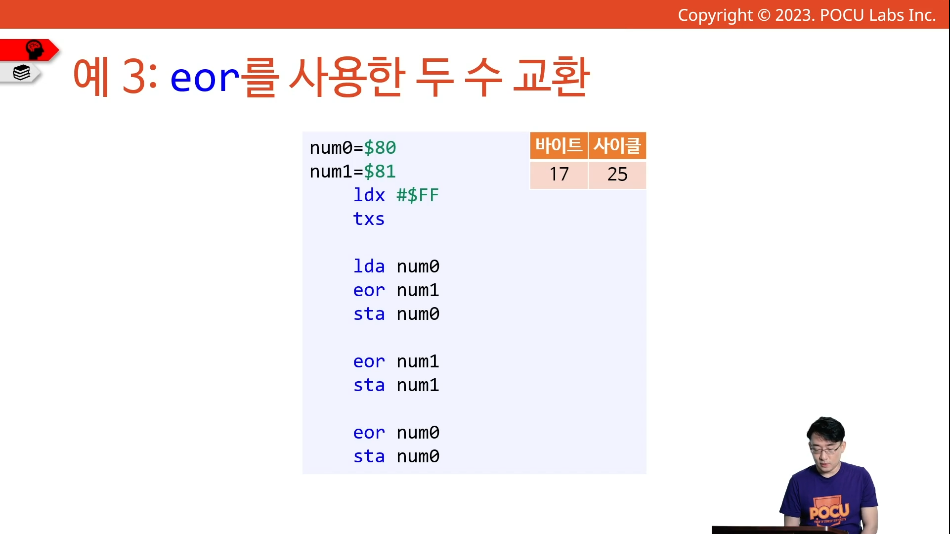 Copyright © 2023. POCU Labs Inc.
예 3: eor를 사용한 두 수 교환
num0=$80
num1=$81
ldx #$FF
txs
lda num0
eor num1
sta num0
eor num1
sta num1
eor num0
sta num0
바이트 사이클
17 25
POCU